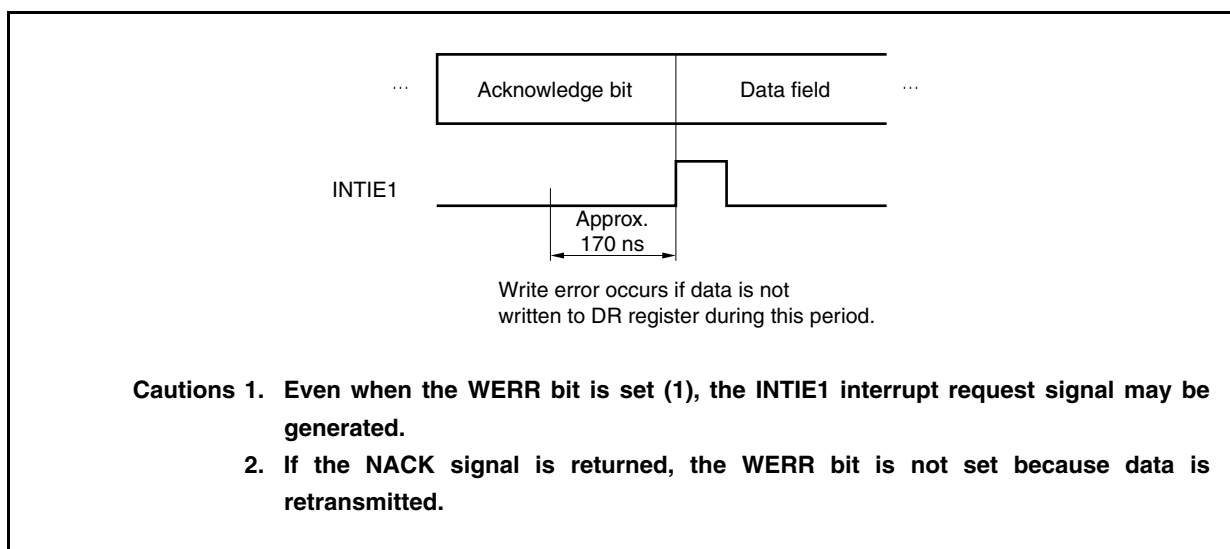 ... Acknowledge bit Data field ...
INTIE1
Approx.
170 ns
Write error occurs if data is not
written to DR register during this period.
Cautions 1. Even when the WERR bit is set (1), the INTIE1 interrupt request signal may be
generated.
2. If the NACK signal is returned, the WERR bit is not set because data is
retransmitted.